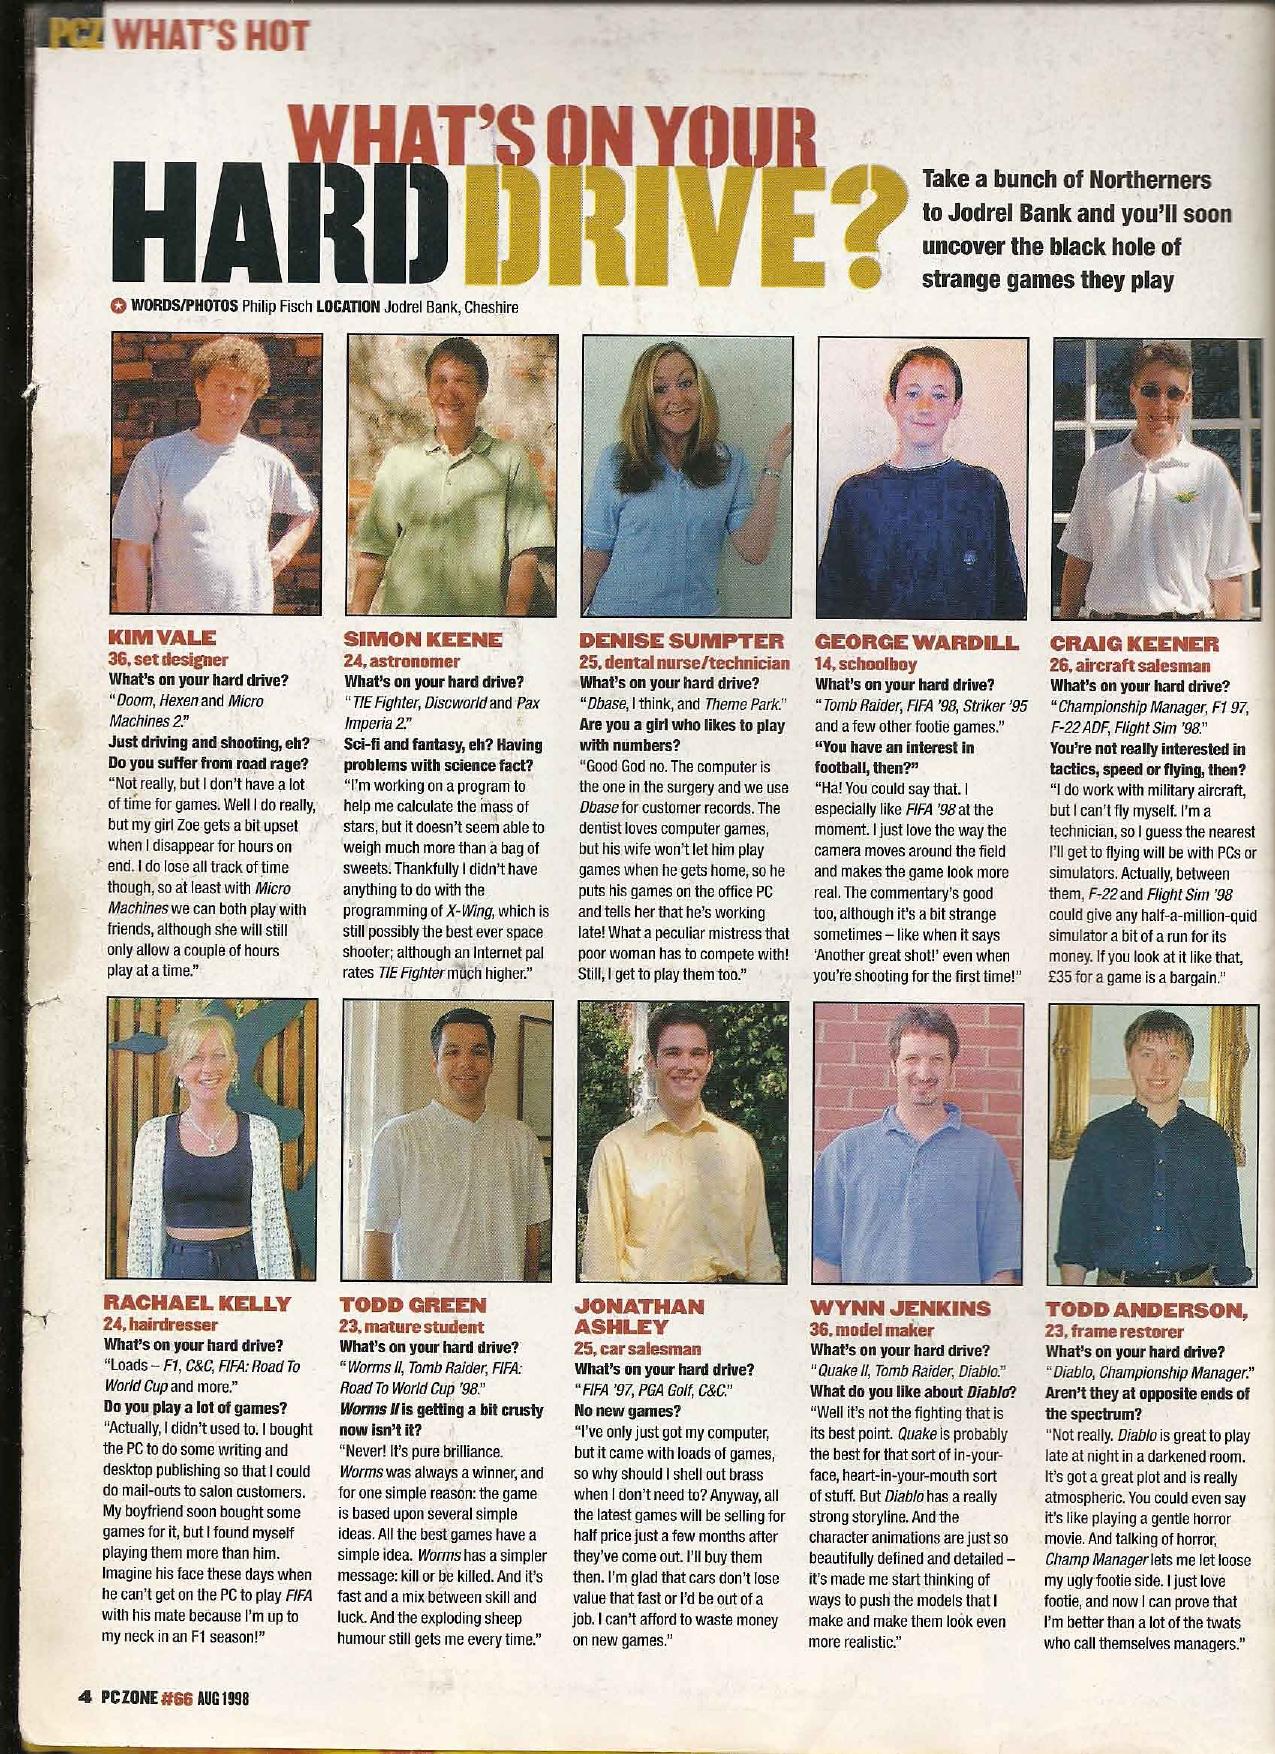 PCZ WHAT'S HOT
WHAT'S ON YOUR
HARD DRIVE?
Take a bunch of Northerners
to Jodrel Bank and you'll soon
uncover the black hole of
strange games they play
WORDS/PHOTOS Philip Fisch LOCATION Jodrel Bank, Cheshire
KIM VALE
36, set designer
What's on your hard drive?
"Doom, Hexen and Micro
Machines 2."
Just driving and shooting, eh?
Do you suffer from road rage?
"Not really, but I don't have a lot
of time for games. Well I do really,
but my girl Zoe gets a bit upset
when I disappear for hours on
end. I do lose all track of time
though, so at least with Micro
Machines we can both play with
friends, although she will still
only allow a couple of hours
play at a time."
SIMON KEENE
24, astronomer
What's on your hard drive?
"TIE Fighter, Discworld and Pax
Imperia 2."
Sci-fi and fantasy, eh? Having
problems with science fact?
"I'm working on a program to
help me calculate the mass of
stars, but it doesn't seem able to
weigh much more than a bag of
sweets. Thankfully I didn't have
anything to do with the
programming of X-Wing, which is
still possibly the best ever space
shooter; although an Internet pal
rates TIE Fighter much higher."
DENISE SUMPTER
25, dental nurse/technician
What's on your hard drive?
"Dbase, I think, and Theme Park."
Are you a girl who likes to play
with numbers?
"Good God no. The computer is
the one in the surgery and we use
Dbase for customer records. The
dentist loves computer games,
but his wife won't let him play
games when he gets home, so he
puts his games on the office PC
and tells her that he's working
late! What a peculiar mistress that
poor woman has to compete with!
Still, I get to play them too."
GEORGE WARDILL
14, schoolboy
What's on your hard drive?
"Tomb Raider, FIFA '98, Striker '95
and a few other footie games."
"You have an interest in
football, then?"
"Ha! You could say that. I
especially like FIFA '98 at the
moment. I just love the way the
camera moves around the field
and makes the game look more
real. The commentary's good
too, although it's a bit strange
sometimes – like when it says
'Another great shot!' even when
you're shooting for the first time!"
CRAIG KEENER
26, aircraft salesman
What's on your hard drive?
"Championship Manager, F1 97,
F-22 ADF, Flight Sim '98."
You're not really interested in
tactics, speed or flying, then?
"I do work with military aircraft,
but I can't fly myself. I'm a
technician, so I guess the nearest
I'll get to flying will be with PCs or
simulators. Actually, between
them, F-22 and Flight Sim '98
could give any half-a-million-quid
simulator a bit of a run for its
money. If you look at it like that,
£35 for a game is a bargain."
RACHAEL KELLY
24, hairdresser
What's on your hard drive?
"Loads – F1, C&C, FIFA: Road To
World Cup and more."
Do you play a lot of games?
"Actually, I didn't used to. I bought
the PC to do some writing and
desktop publishing so that I could
do mail-outs to salon customers.
My boyfriend soon bought some
games for it, but I found myself
playing them more than him.
Imagine his face these days when
he can't get on the PC to play FIFA
with his mate because I'm up to
my neck in an F1 season!"
TODD GREEN
23, mature student
What's on your hard drive?
"Worms II, Tomb Raider, FIFA:
Road To World Cup '98."
Worms II is getting a bit crusty
now isn't it?
"Never! It's pure brilliance.
Worms was always a winner, and
for one simple reason: the game
is based upon several simple
ideas. All the best games have a
simple idea. Worms has a simpler
message: kill or be killed. And it's
fast and a mix between skill and
luck. And the exploding sheep
humour still gets me every time."
JONATHAN
ASHLEY
25, car salesman
What's on your hard drive?
"FIFA '97, PGA Golf, C&C."
No new games?
"I've only just got my computer,
but it came with loads of games,
so why should I shell out brass
when I don't need to? Anyway, all
the latest games will be selling for
half price just a few months after
they've come out. I'll buy them
then. I'm glad that cars don't lose
value that fast or I'd be out of a
job. I can't afford to waste money
on new games."
WYNN JENKINS
36, model maker
What's on your hard drive?
"Quake II, Tomb Raider, Diablo."
What do you like about Diablo?
"Well it's not the fighting that is
its best point. Quake is probably
the best for that sort of in-your-
face, heart-in-your-mouth sort
of stuff. But Diablo has a really
strong storyline. And the
character animations are just so
beautifully defined and detailed –
it's made me start thinking of
ways to push the models that I
make and make them look even
more realistic."
TODD ANDERSON,
23, frame restorer
What's on your hard drive?
"Diablo, Championship Manager."
Aren't they at opposite ends of
the spectrum?
"Not really. Diablo is great to play
late at night in a darkened room.
It's got a great plot and is really
atmospheric. You could even say
it's like playing a gentle horror
movie. And talking of horror,
Champ Manager lets me let loose
my ugly footie side. I just love
footie, and now I can prove that
I'm better than a lot of the twats
who call themselves managers."
4 PC ZONE #66 AUG 1998